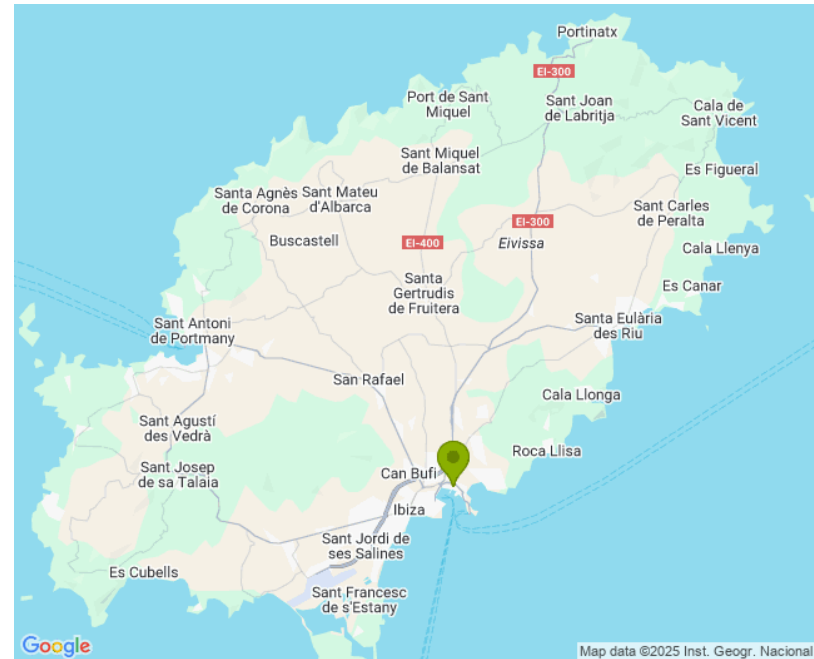 Portinatx
EI-300
Port de Sant
Miquel
Sant Joan
de Labritja
Cala de
Sant Vicent
Sant Miquel
de Balansat
Es Figueral
Santa Agnès
de Corona
Sant Mateu
d'Albarca
Sant Carles
de Peralta
EI-300
Buscastell
EI-400
Eivissa
Cala Llenya
Santa
Gertrudis
de Fruitera
Es Canar
Sant Antoni
de Portmany
Santa Eulària
des Riu
San Rafael
Cala Llonga
Sant Agustí
des Vedrà
Roca Llisa
Sant Josep
de sa Talaia
Can Bufi
Ibiza
Sant Jordi de
ses Salines
Es Cubells
Sant Francesc
de s'Estany
Google
Map data ©2025 Inst. Geogr. Nacional